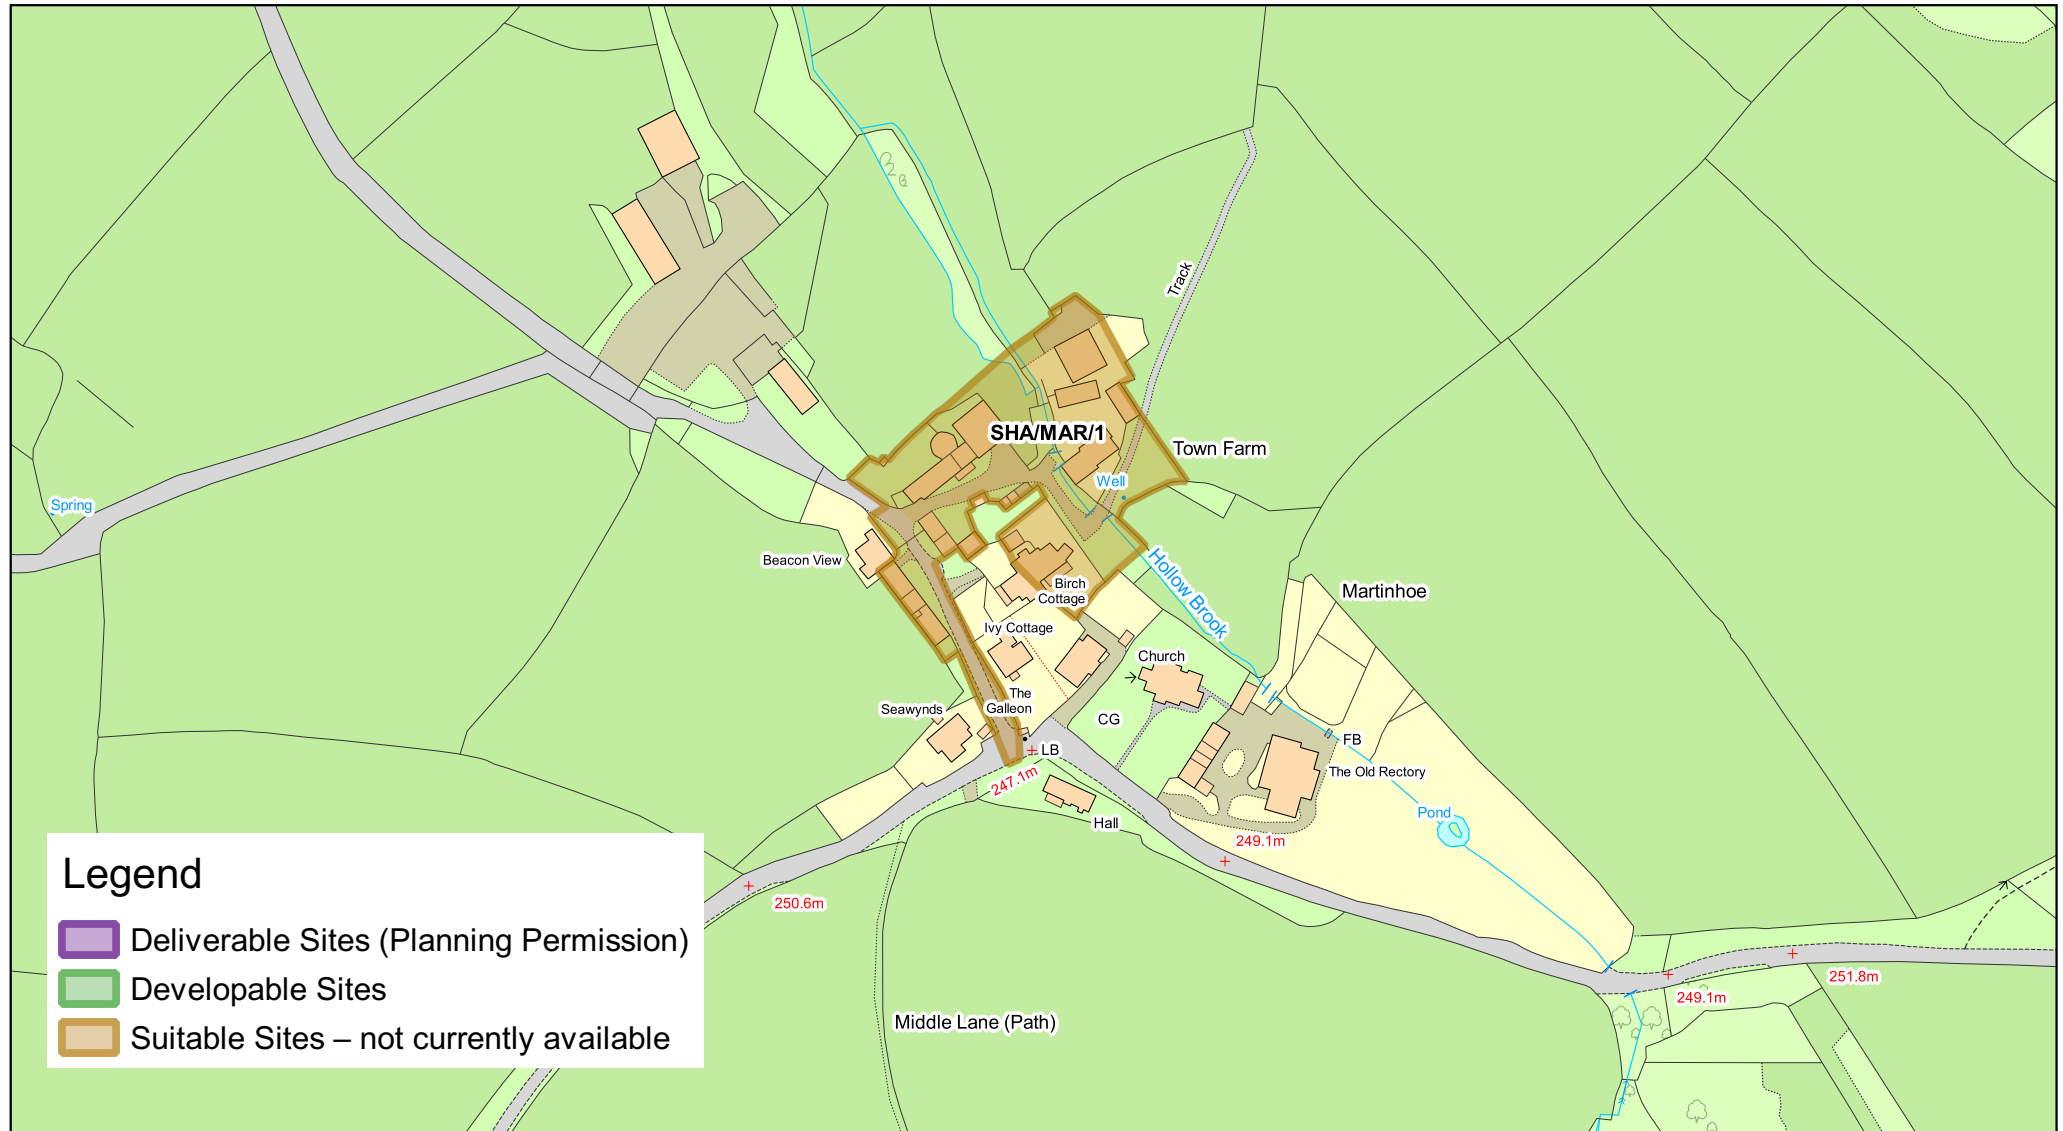 Track
SHA/MAR/1
Town Farm
Well
Spring
Beacon View
Hollow Brook
Birch
Cottage
Martinhoe
Ivy Cottage
Church
The
Galleon
Seawynds
CG
LB
FB
247.1m
The Old Rectory
Hall
Pond
249.1m
Legend
250.6m
Deliverable Sites (Planning Permission)
Developable Sites
Suitable Sites – not currently available
251.8m
249.1m
Middle Lane (Path)